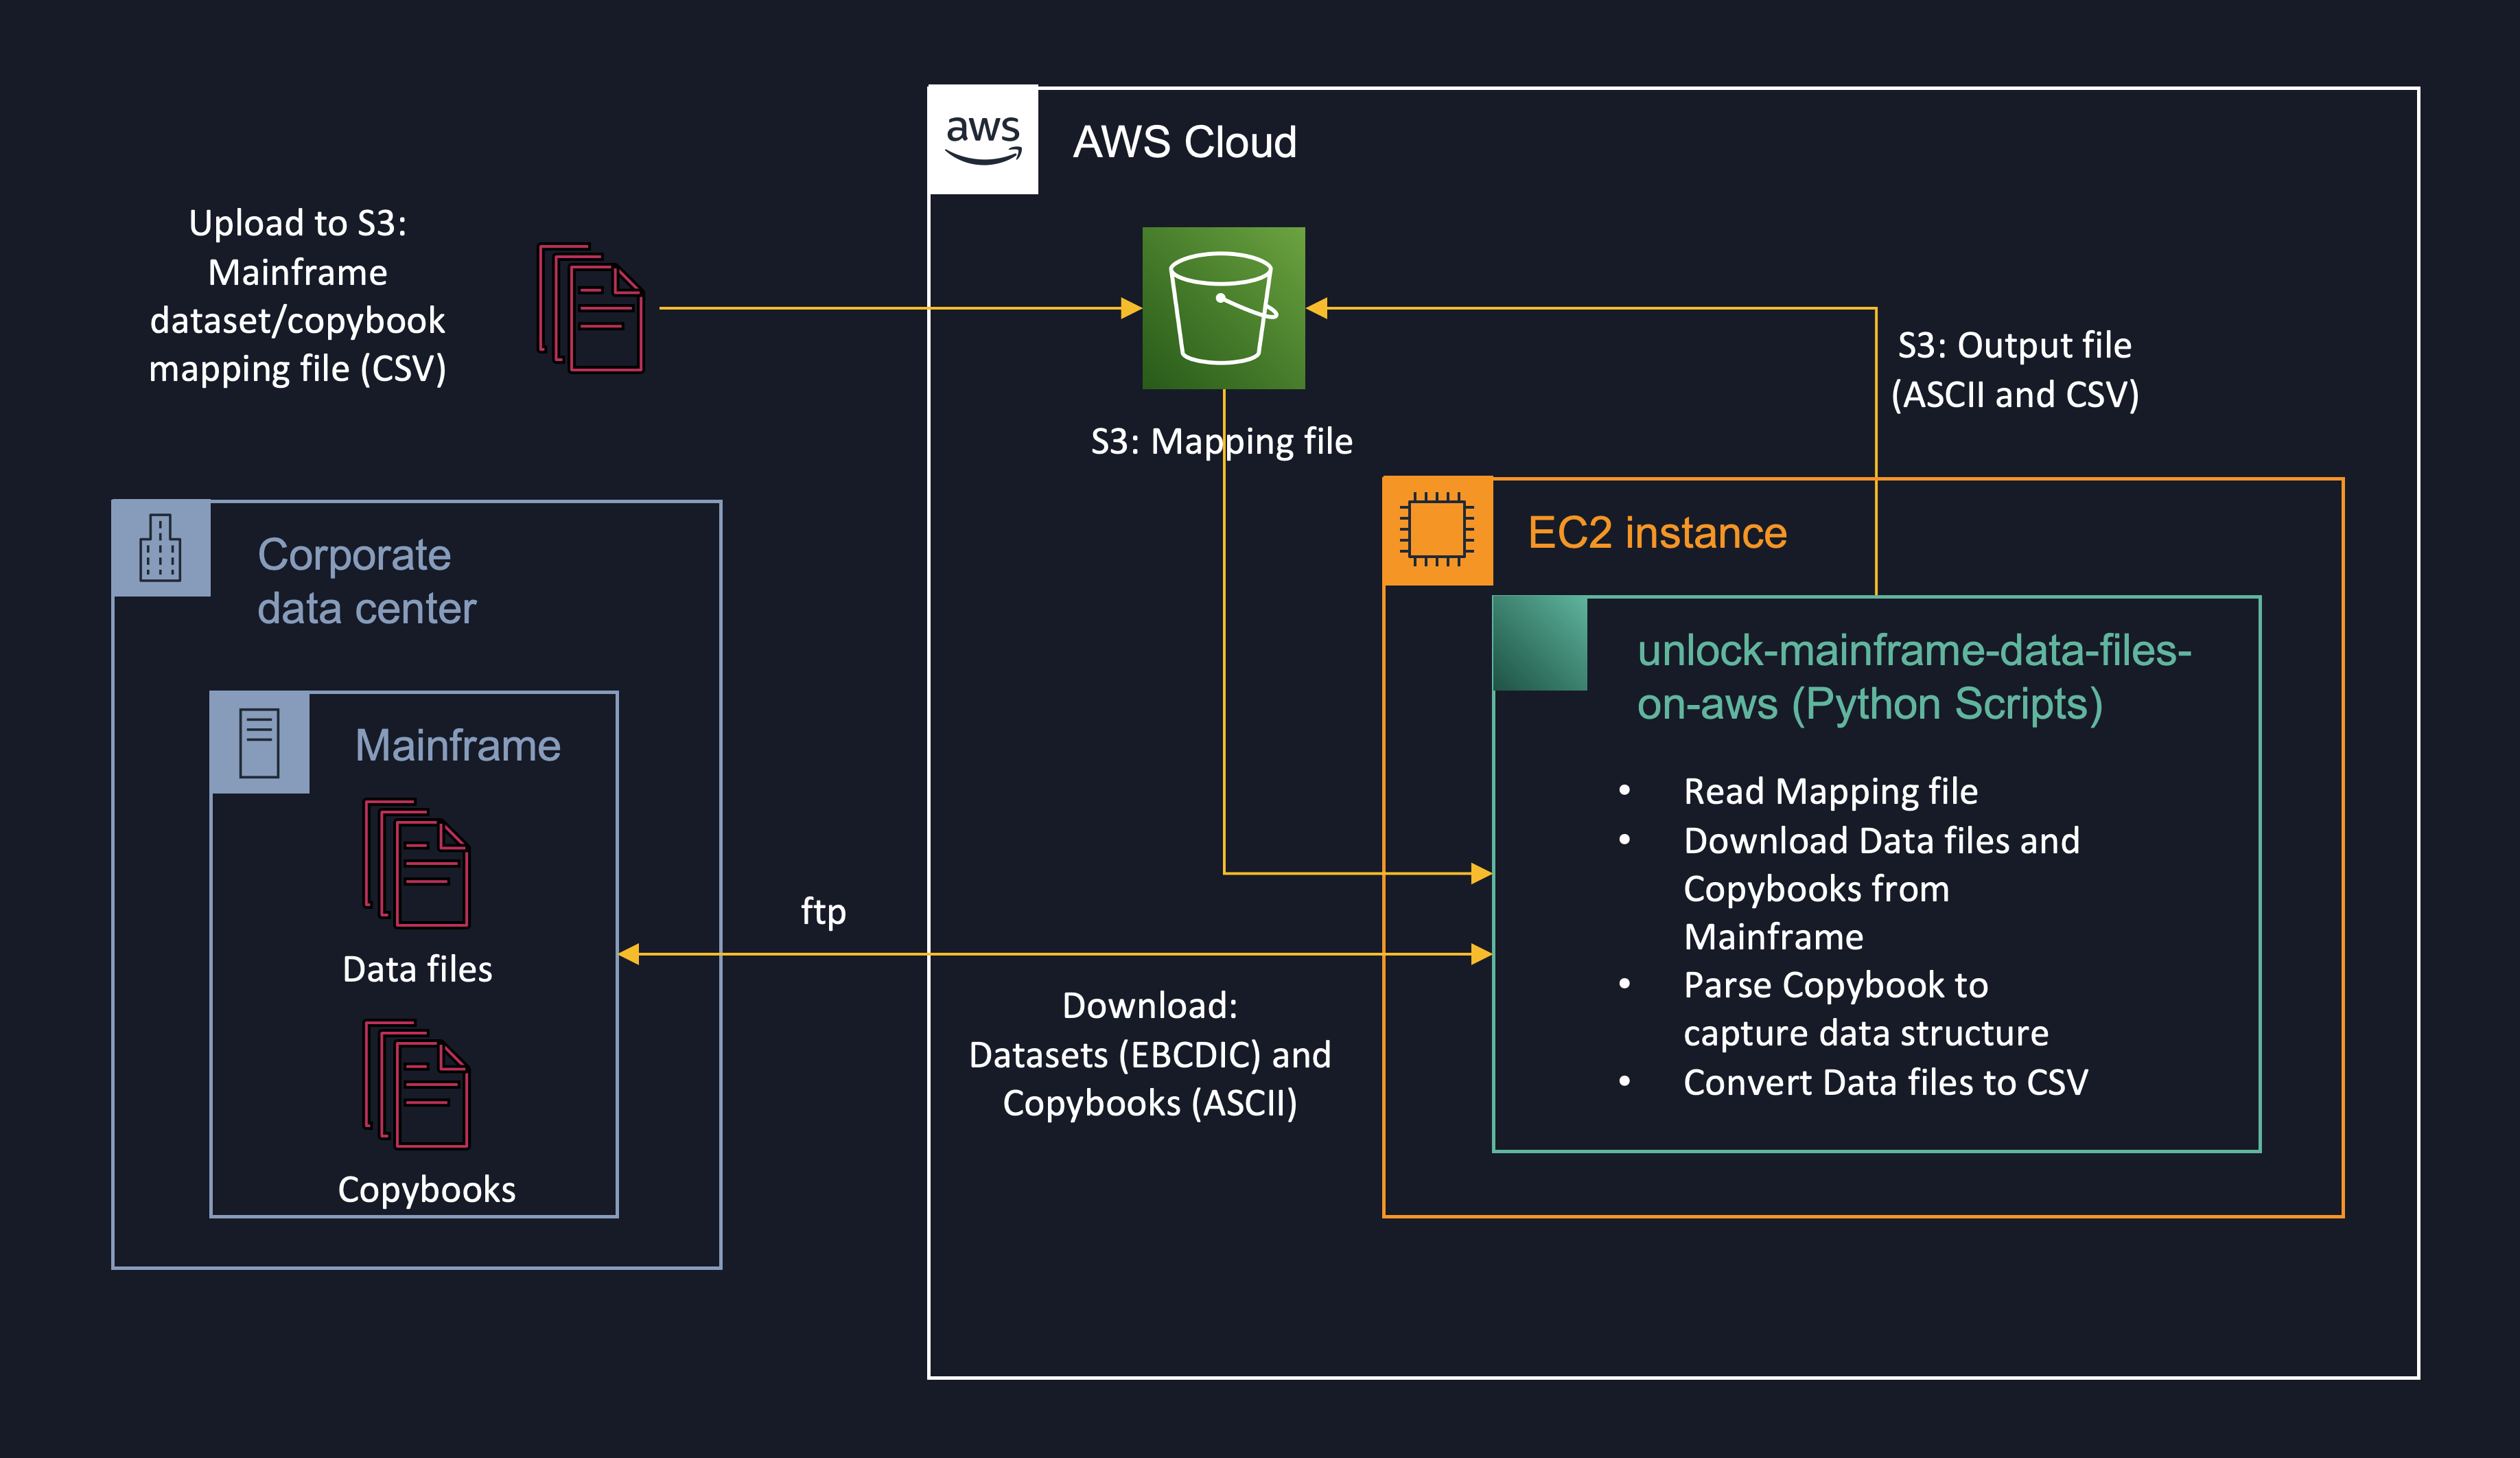 aws
AWS Cloud
Upload to S3:
Mainframe
dataset/copybook
mapping file (CSV)
S3: Mapping file
S3: Output file
(ASCII and CSV)
Corporate
data center
Mainframe
Data files
Copybooks
ftp
Download:
Datasets (EBCDIC) and
Copybooks (ASCII)
EC2 instance
unlock-mainframe-data-files-
on-aws (Python Scripts)
• Read Mapping file
• Download Data files and
Copybooks from
Mainframe
• Parse Copybook to
capture data structure
• Convert Data files to CSV